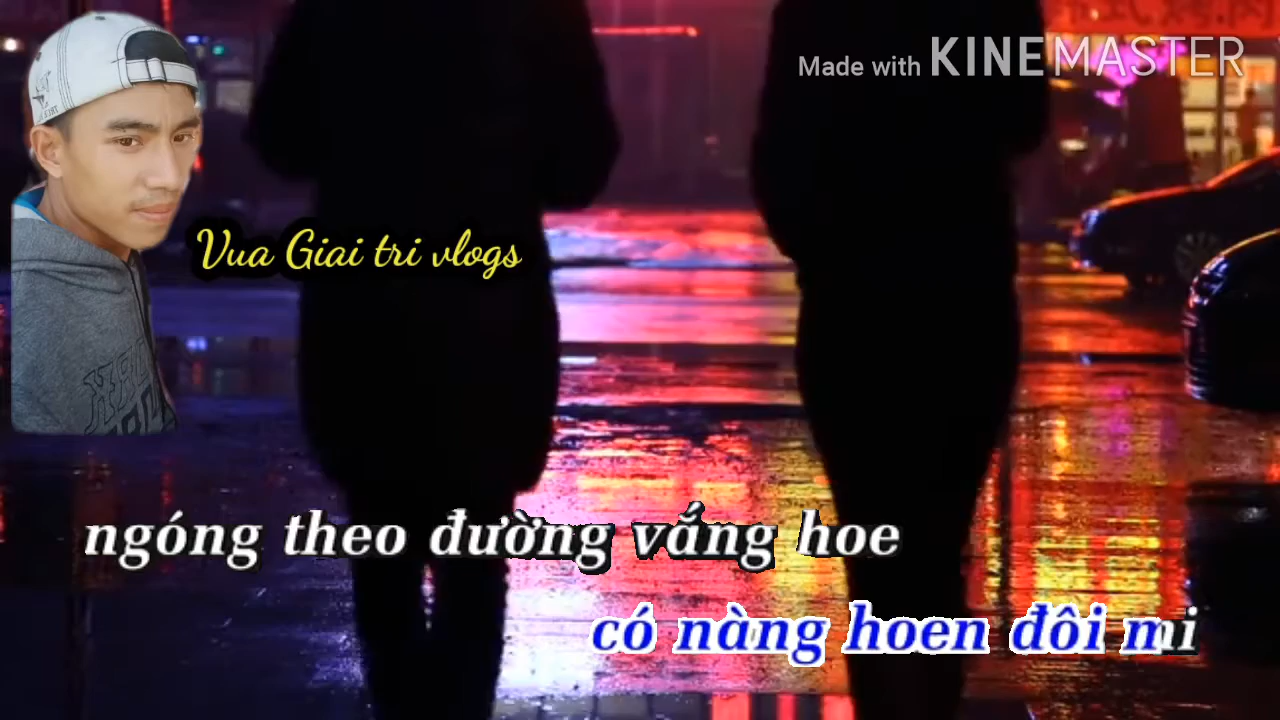 Made with KINEMASTER
Vua Giai tri vlogs
ngóng theo đường vắng hoe
có nàng hoen đôi mi